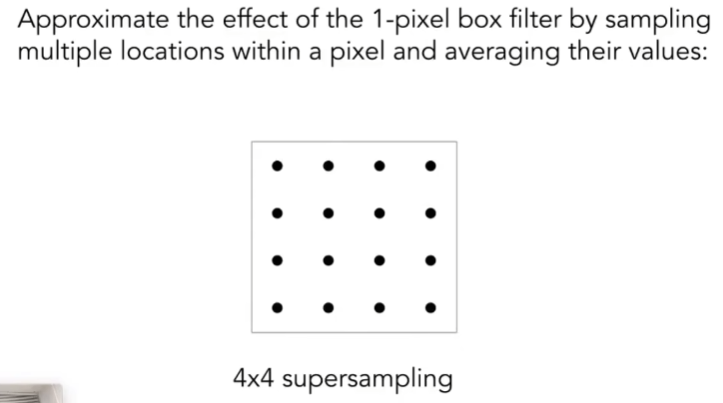 Approximate the effect of the 1-pixel box filter by sampling
multiple locations within a pixel and averaging their values:
4x4 supersampling